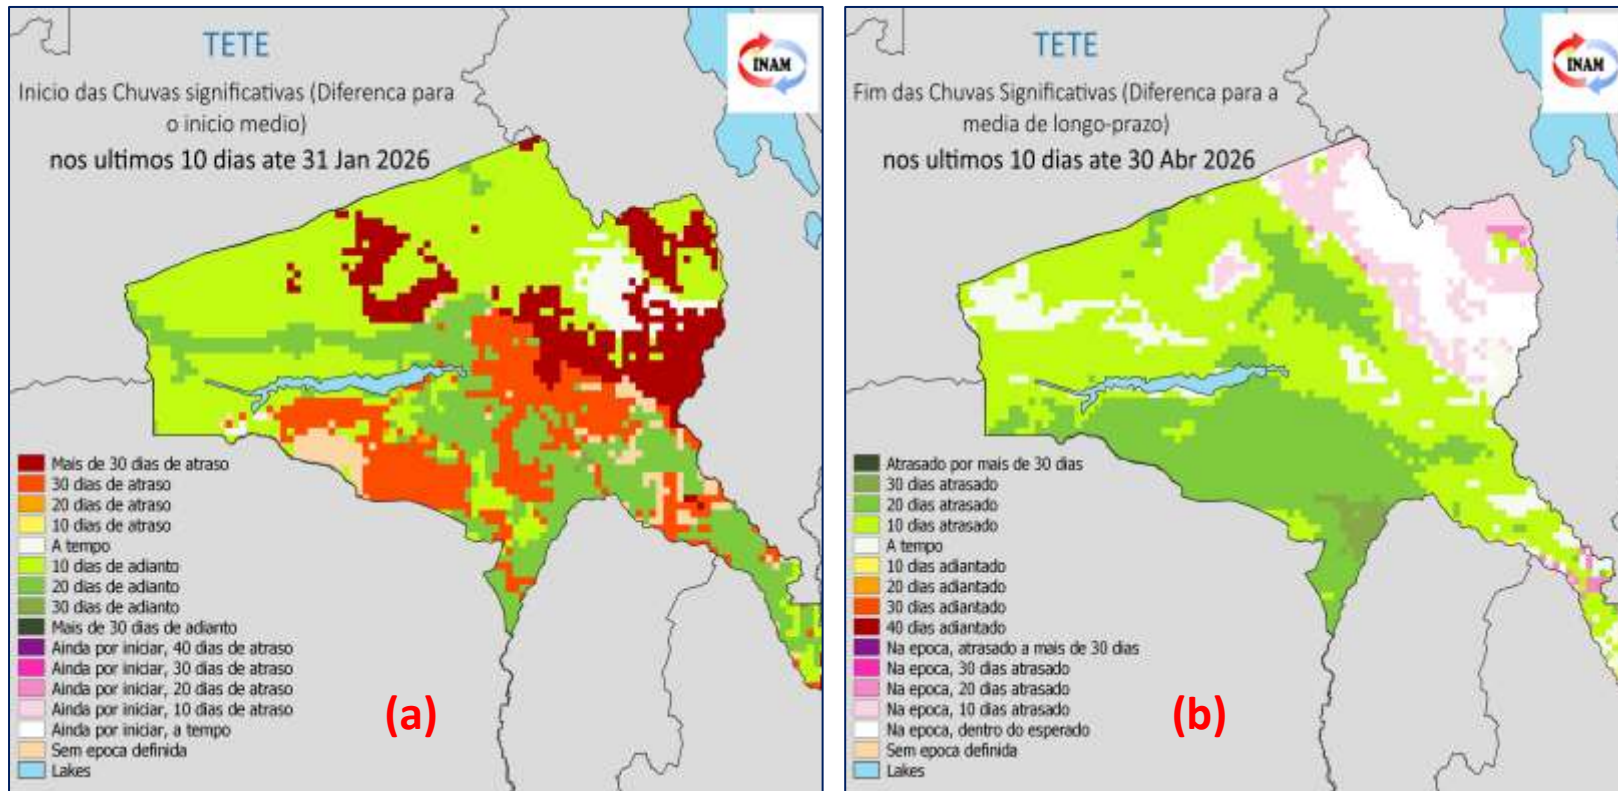 TETE
INAM
Inicio das Chuvas significativas (Diferenca para
o inicio medio)
nos ultimos 10 dias ate 31 Jan 2026
Mais de 30 dias de atraso
30 dias de atraso
20 dias de atraso
10 dias de atraso
A tempo
10 dias de adianto
20 dias de adianto
30 dias de adianto
Mais de 30 dias de adianto
Ainda por iniciar, 40 dias de atraso
Ainda por iniciar, 30 dias de atraso
Ainda por iniciar, 20 dias de atraso
Ainda por iniciar, 10 dias de atraso
Ainda por iniciar, a tempo
Sem epoca definida
Lakes
(a)
TETE
INAM
Fim das Chuvas Significativas (Diferenca para a
media de longo-prazo)
nos ultimos 10 dias ate 30 Abr 2026
Atrasado por mais de 30 dias
30 dias atrasado
20 dias atrasado
10 dias atrasado
A tempo
10 dias adiantado
20 dias adiantado
30 dias adiantado
40 dias adiantado
Na epoca, atrasado a mais de 30 dias
Na epoca, 30 dias atrasado
Na epoca, 20 dias atrasado
Na epoca, 10 dias atrasado
Na epoca, dentro do esperado
Sem epoca definida
Lakes
(b)